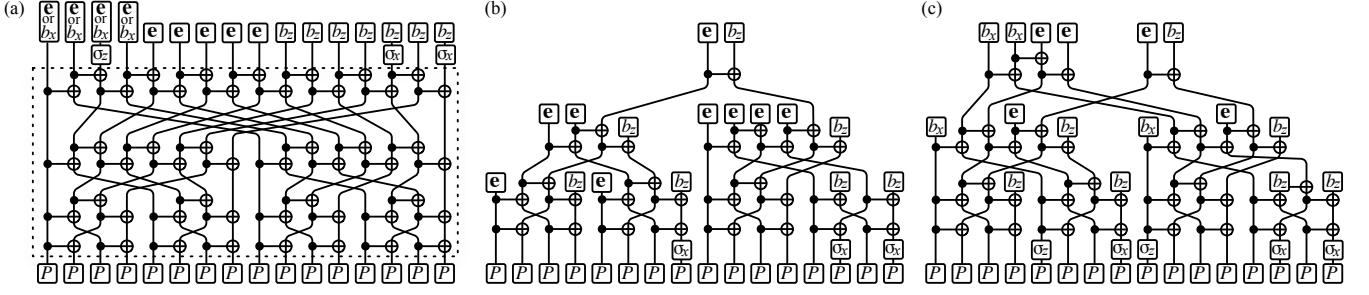 (a)
e e e e
or or or or
bx bx bx bx e e e e e bz bz bz bz bz bz bz
σz σx σx
P P P P P P P P P P P P P P P P
(b)
e bz
e e e e e e
bz bz
e bz e bz bz bz
σx σx σx
P P P P P P P P P P P P P P P P
(c)
bx bx e e e bz
e e
bx bz bx bz
bz bz bz bz
σz σx σz σx σx
P P P P P P P P P P P P P P P P